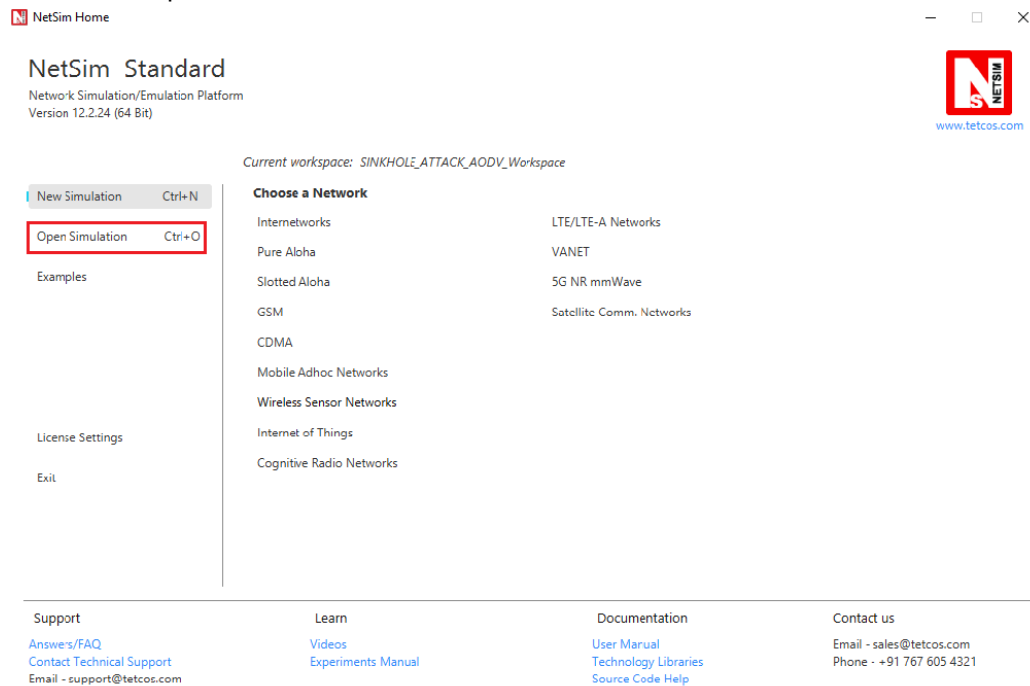 NetSim Home
NetSim Standard
Network Simulation/Emulation Platform
Version 12.2.24 (64 Bit)
NETSIM
www.tetcos.com
Current workspace: SINKHOLE_ATTACK_AODV_Workspace
New Simulation Ctrl+N
Open Simulation Ctrl+O
Examples
License Settings
Exit
Choose a Network
Internetworks
Pure Aloha
Slotted Aloha
GSM
CDMA
Mobile Adhoc Networks
Wireless Sensor Networks
Internet of Things
Cognitive Radio Networks
LTE/LTE-A Networks
VANET
5G NR mmWave
Satellite Comm. Networks
Support
Answers/FAQ
Contact Technical Support
Email - support@tetcos.com
Learn
Videos
Experiments Manual
Documentation
User Manual
Technology Libraries
Source Code Help
Contact us
Email - sales@tetcos.com
Phone - +91 767 605 4321